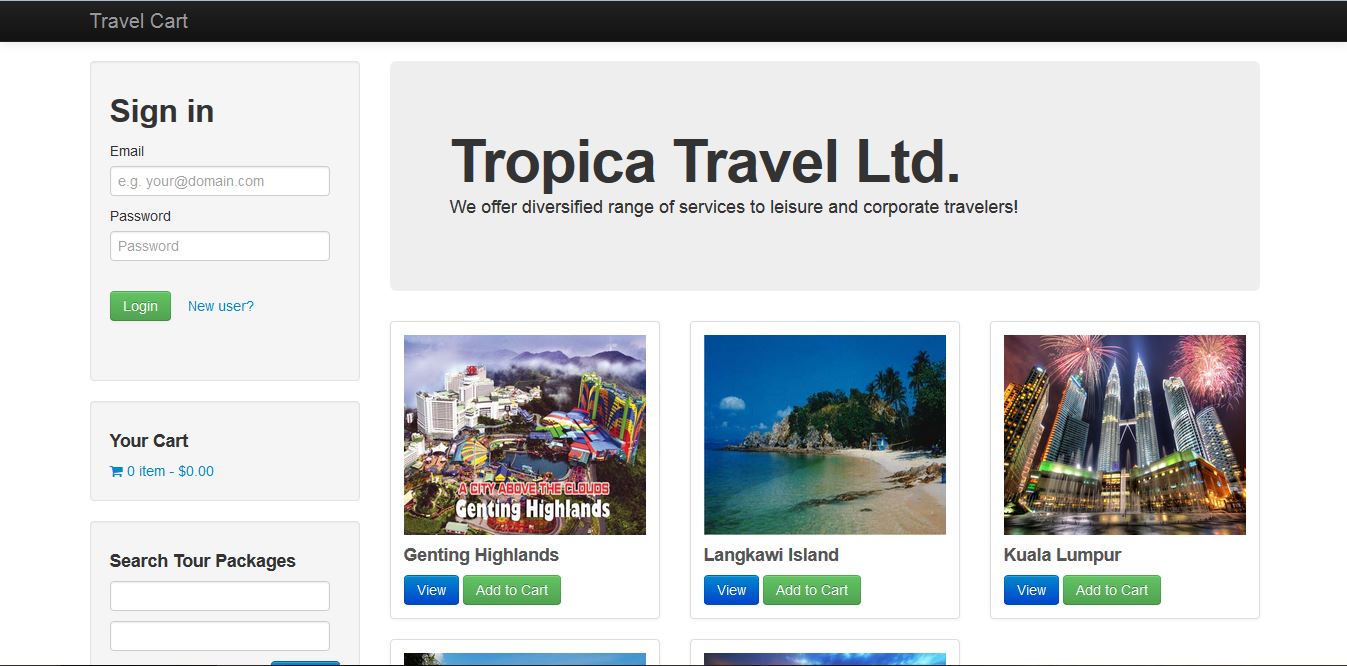 Travel Cart
Sign in
Email
e.g. your@domain.com
Password
Password
Login New user?
Your Cart
0 item - $0.00
Search Tour Packages
Tropica Travel Ltd.
We offer diversified range of services to leisure and corporate travelers!
A CITY ABOVE THE CLOUDS
Genting Highlands
Genting Highlands
View Add to Cart
Langkawi Island
View Add to Cart
Kuala Lumpur
View Add to Cart